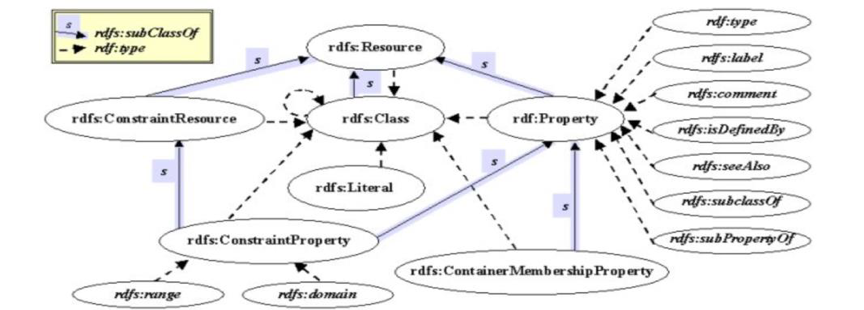 s
rdfs:subClassOf
rdf:type
rdfs:Resource
rdf:type
rdfs:label
rdfs:comment
rdfs:isDefinedBy
rdfs:seeAlso
rdfs:subclassOf
rdfs:subPropertyOf
s
s
s
rdfs:ConstraintResource
rdfs:Class
rdf:Property
s
s
rdfs:Literal
s
rdfs:ConstraintProperty
rdfs:ContainerMembershipProperty
rdfs:range
rdfs:domain